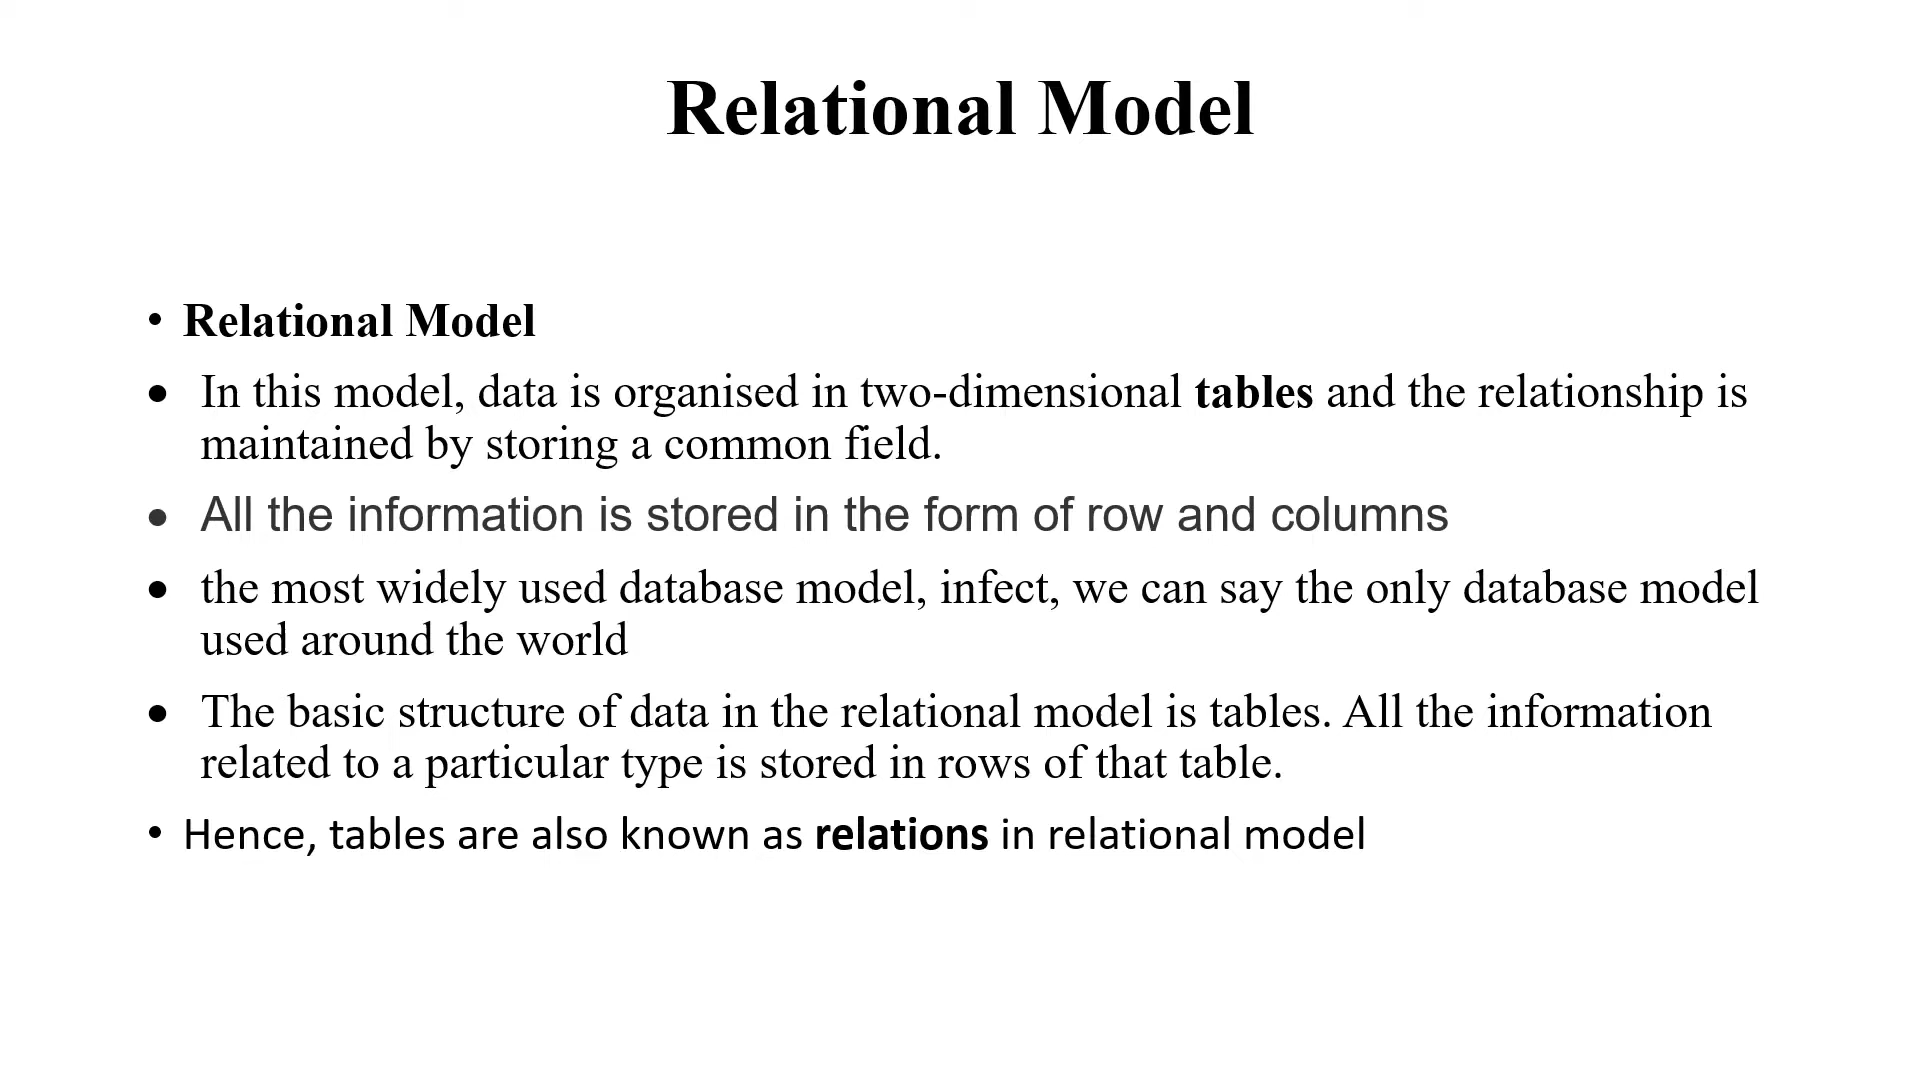 Relational Model
• Relational Model
• In this model, data is organised in two-dimensional tables and the relationship is
maintained by storing a common field.
• All the information is stored in the form of row and columns
• the most widely used database model, infect, we can say the only database model
used around the world
• The basic structure of data in the relational model is tables. All the information
related to a particular type is stored in rows of that table.
• Hence, tables are also known as relations in relational model